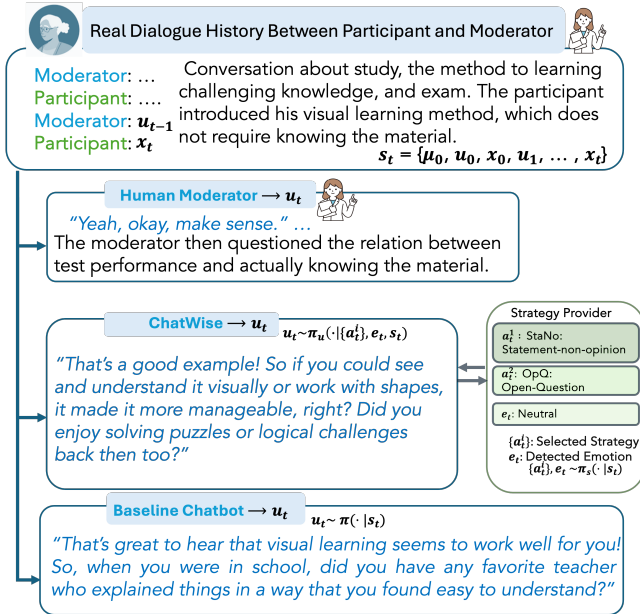 Real Dialogue History Between Participant and Moderator
Moderator: ...
Participant: ....
Moderator: u_{t−1}
Participant: x_t
Conversation about study, the method to learning
challenging knowledge, and exam. The participant
introduced his visual learning method, which does
not require knowing the material.
s_t = {μ_0, u_0, x_0, u_1, ... , x_t}
Human Moderator → u_t
“Yeah, okay, make sense.” ...
The moderator then questioned the relation between
test performance and actually knowing the material.
ChatWise → u_t
u_t~π_u(·|{a_t^i}, e_t, s_t)
“That’s a good example! So if you could see
and understand it visually or work with shapes,
it made it more manageable, right? Did you
enjoy solving puzzles or logical challenges
back then too?”
Strategy Provider
a_t^1 : StaNo:
Statement-non-opinion
a_t^2: OpQ:
Open-Question
e_t: Neutral
{a_t^i}: Selected Strategy
e_t: Detected Emotion
{a_t^i}, e_t ~π_s(· |s_t)
Baseline Chatbot → u_t
u_t~ π(· |s_t)
“That’s great to hear that visual learning seems to work well for you!
So, when you were in school, did you have any favorite teacher
who explained things in a way that you found easy to understand?”